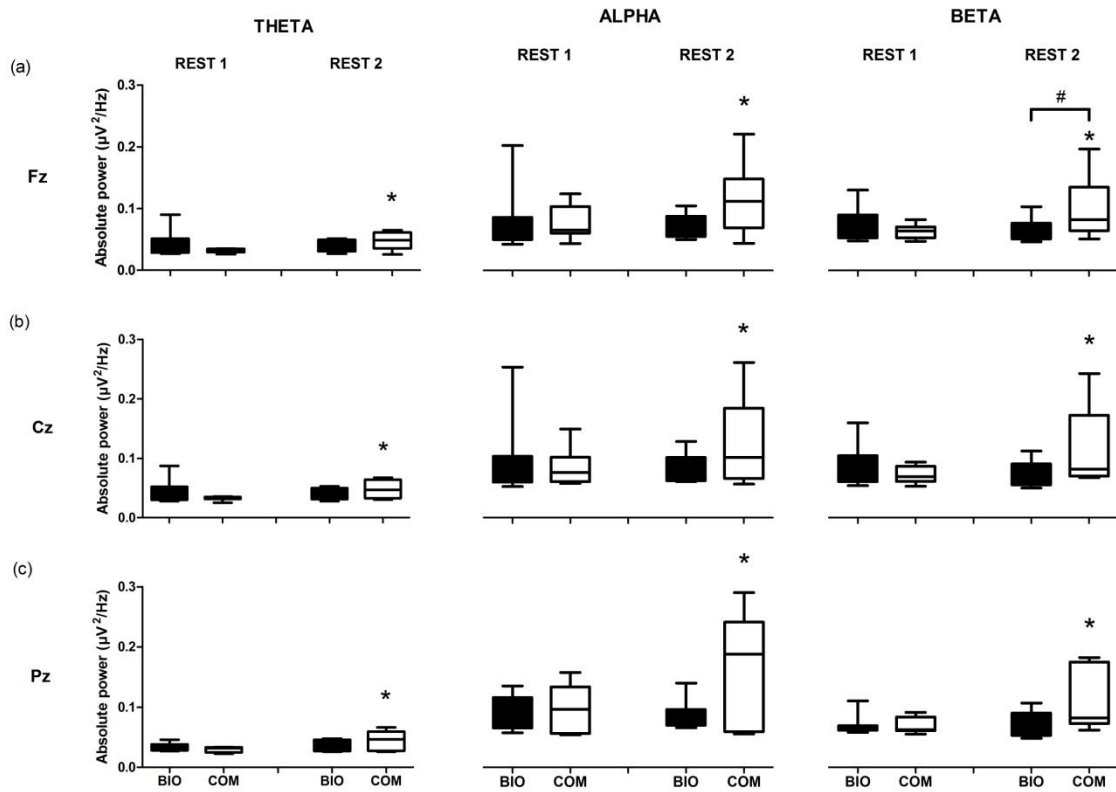 THETA ALPHA BETA
REST 1 REST 2 REST 1 REST 2 REST 1 REST 2
(a)
Fz
Absolute power (µV²/Hz)
0.3
0.2
0.1
0.0
*
*
#
*
(b)
Cz
Absolute power (µV²/Hz)
0.3
0.2
0.1
0.0
*
*
*
(c)
Pz
Absolute power (µV²/Hz)
0.3
0.2
0.1
0.0
*
*
*
BIO COM BIO COM BIO COM BIO COM BIO COM BIO COM